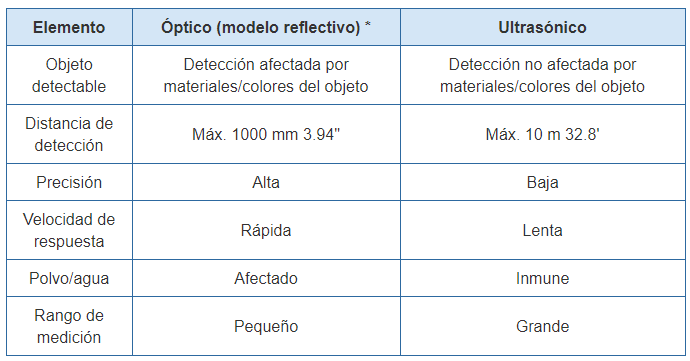 Elemento
Óptico (modelo reflectivo) *
Ultrasónico
Objeto
detectable
Detección afectada por
materiales/colores del objeto
Detección no afectada por
materiales/colores del objeto
Distancia de
detección
Máx. 1000 mm 3.94"
Máx. 10 m 32.8'
Precisión
Alta
Baja
Velocidad de
respuesta
Rápida
Lenta
Polvo/agua
Afectado
Inmune
Rango de
medición
Pequeño
Grande